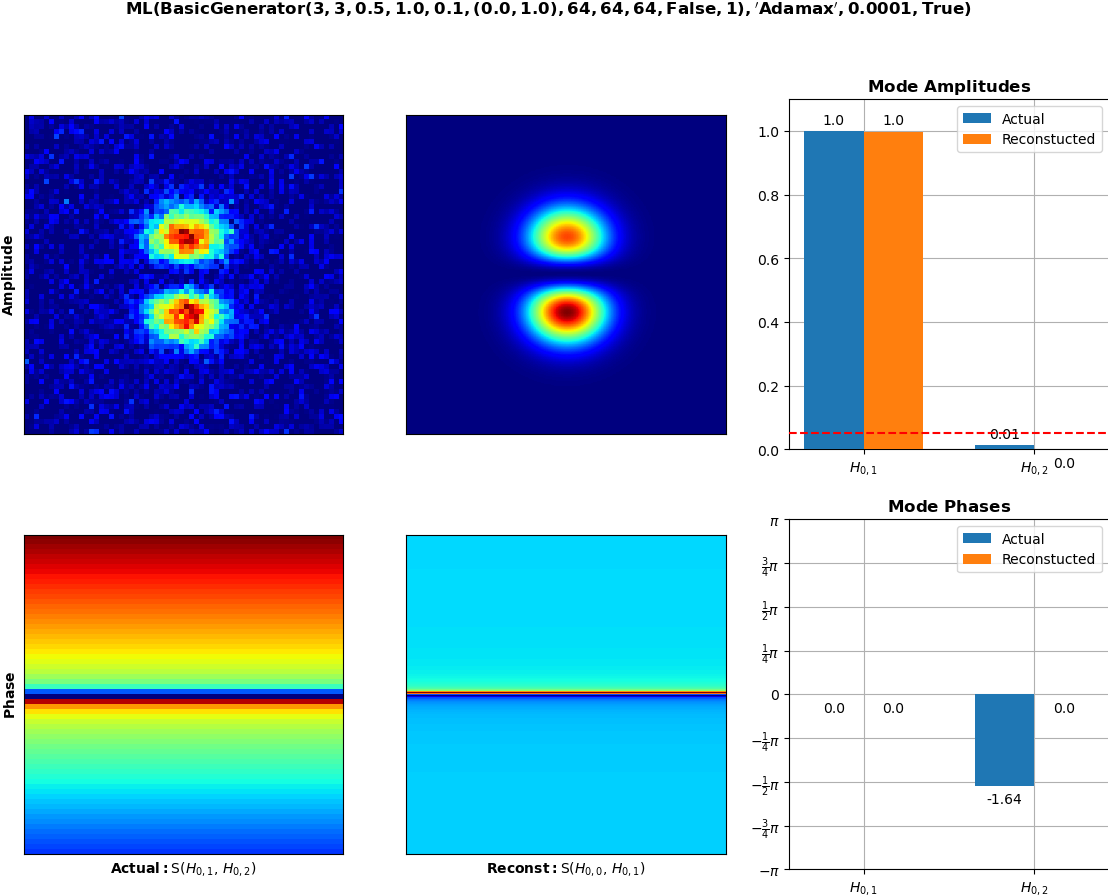 ML(BasicGenerator(3, 3, 0.5, 1.0, 0.1, (0.0, 1.0), 64, 64, 64, False, 1), ′Adamax′, 0.0001, True)
Amplitude
Mode Amplitudes
Actual
Reconstucted
1.0 1.0
1.0
0.8
0.6
0.4
0.2
0.0
0.01
0.0
H0,1 H0,2
Phase
Mode Phases
Actual
Reconstucted
π
3/4π
1/2π
1/4π
0
−1/4π
−1/2π
−3/4π
−π
0.0 0.0 0.0
-1.64
H0,1 H0,2
Actual: S(H0,1, H0,2)
Reconst: S(H0,0, H0,1)